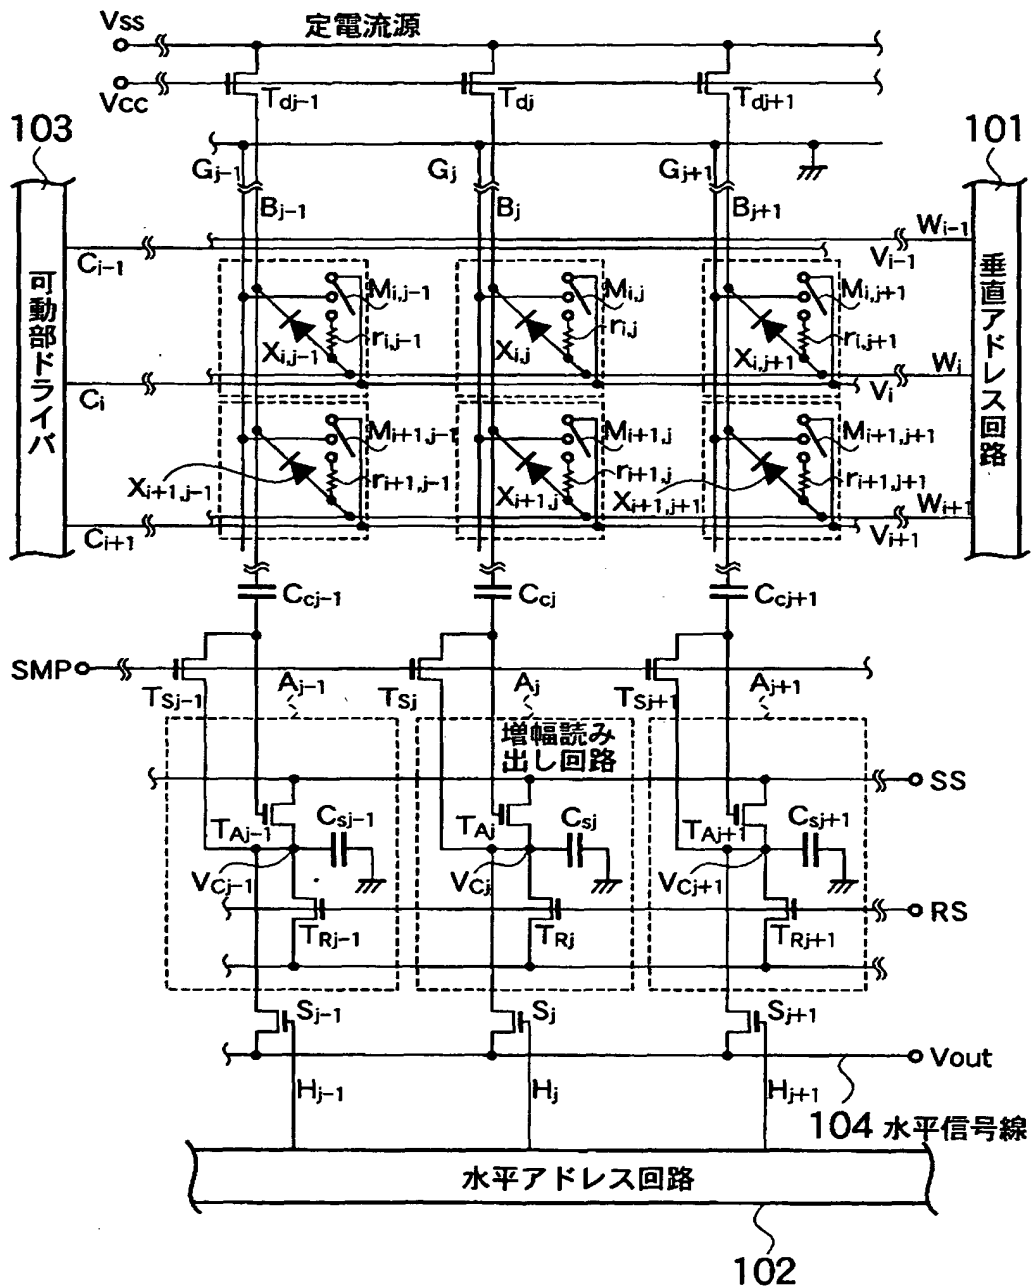 Vss
定電流源
Vcc
Tdj-1
Tdj
Tdj+1
103
101
Gj-1
Gj
Gj+1
Bj-1
Bj
Bj+1
Wi-1
Ci-1
Vi-1
可動部ドライバ
垂直アドレス回路
Mi,j-1
Mi,j
Mi,j+1
ri,j-1
ri,j
ri,j+1
Xi,j-1
Xi,j
Xi,j+1
Wi
Ci
Vi
Mi+1,j-1
Mi+1,j
Mi+1,j+1
ri+1,j-1
ri+1,j
ri+1,j+1
Xi+1,j-1
Xi+1,j
Xi+1,j+1
Wi+1
Ci+1
Vi+1
Ccj-1
Ccj
Ccj+1
SMP
TSj-1
TSj
TSj+1
Aj-1
Aj
Aj+1
増幅読み
出し回路
SS
TAj-1
TAj
TAj+1
Csj-1
Csj
Csj+1
VCj-1
VCj
VCj+1
RS
TRj-1
TRj
TRj+1
Sj-1
Sj
Sj+1
Vout
Hj-1
Hj
Hj+1
104 水平信号線
水平アドレス回路
102